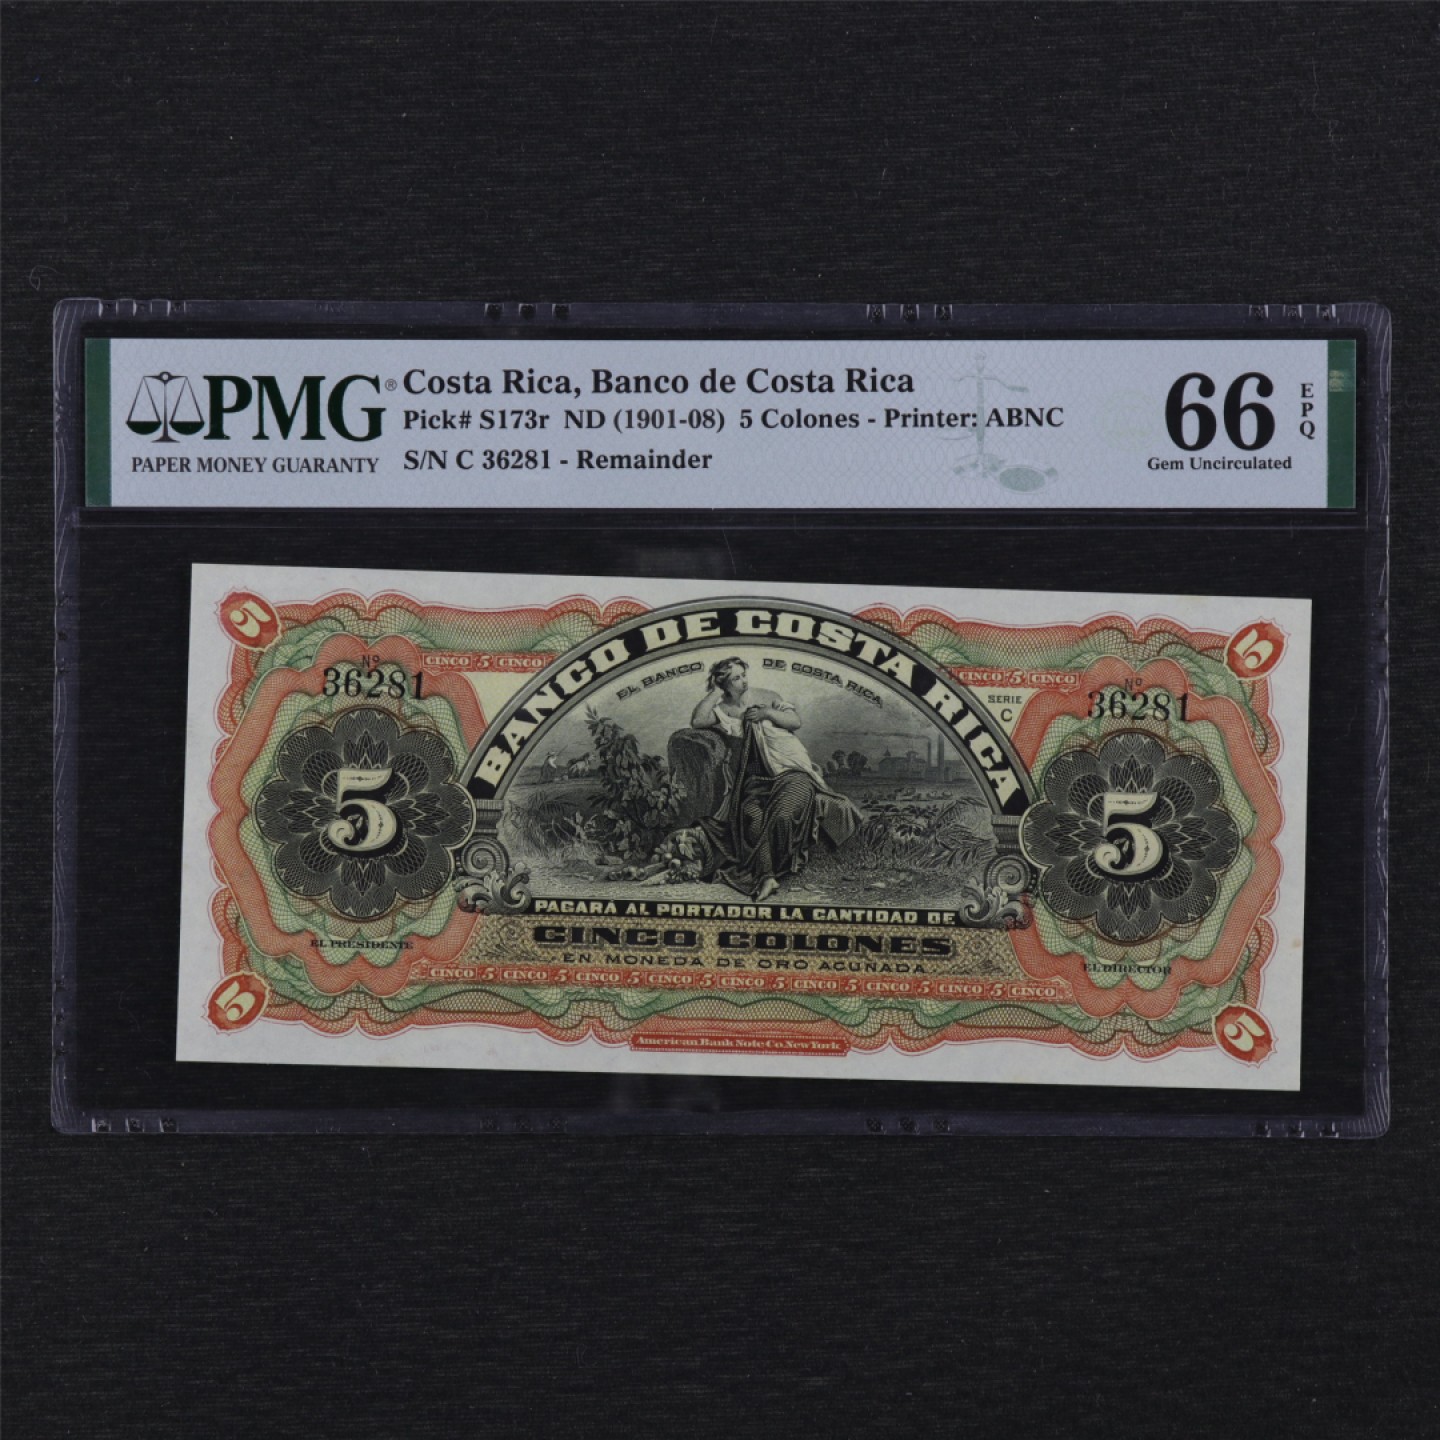 PMG® Costa Rica, Banco de Costa Rica
Pick# S173r ND (1901-08) 5 Colones - Printer: ABNC
PAPER MONEY GUARANTY
S/N C 36281 - Remainder
66 EPQ
Gem Uncirculated
BANCO DE COSTA RICA
EL BANCO DE COSTA RICA
5
5
CINCO 5 CINCO
CINCO 5 CINCO
Nº
36281
SERIE
C
Nº
36281
5
5
PAGARÁ AL PORTADOR LA CANTIDAD DE
CINCO COLONES
EN MONEDA DE ORO ACUÑADA.
EL PRESIDENTE
EL DIRECTOR
CINCO 5 CINCO 5 CINCO 5 CINCO 5 CINCO 5 CINCO 5 CINCO 5 CINCO 5 CINCO
5
5
American Bank Note Co. New York